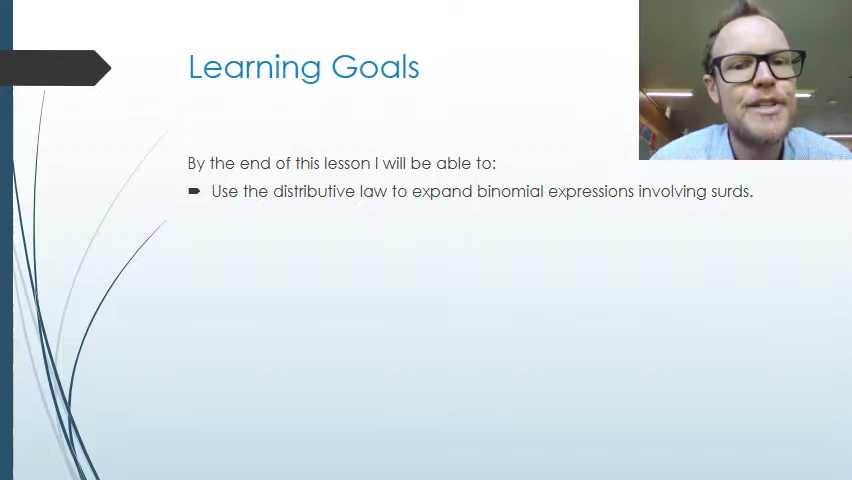 Learning Goals
By the end of this lesson I will be able to:
Use the distributive law to expand binomial expressions involving surds.